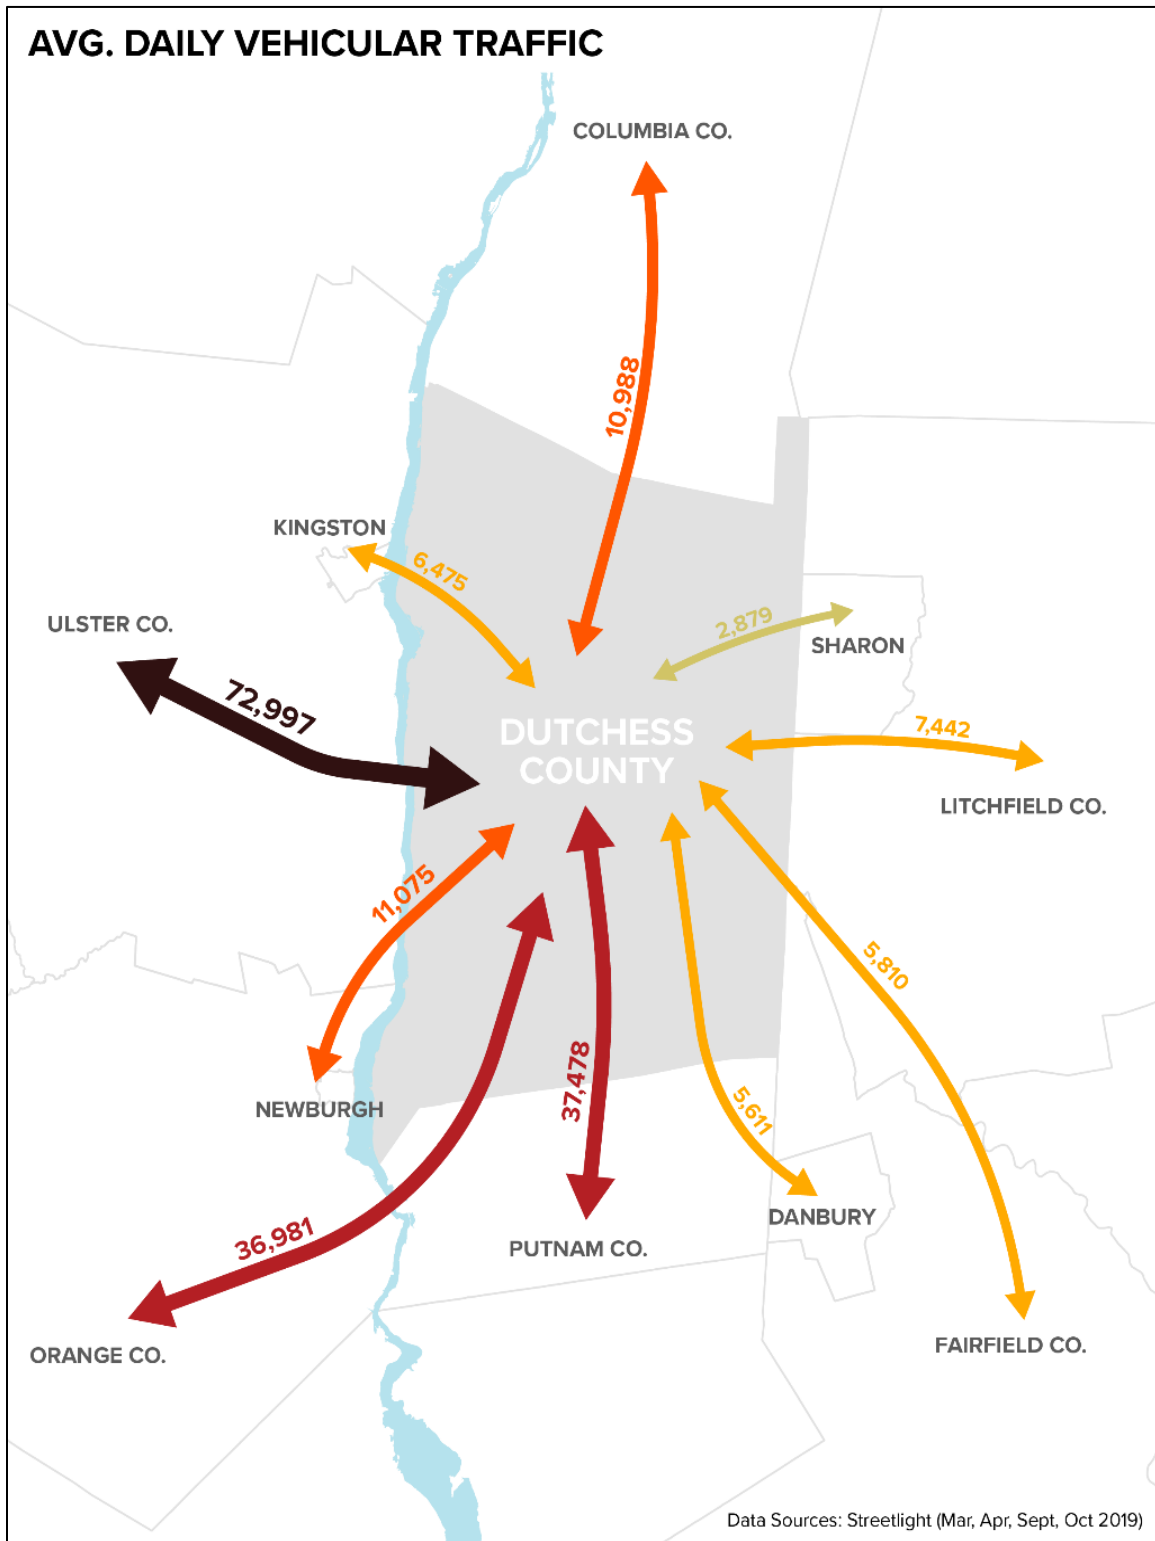 AVG. DAILY VEHICULAR TRAFFIC
COLUMBIA CO.
10,988
KINGSTON
6,475
2,879
ULSTER CO.
SHARON
72,997
DUTCHESS
COUNTY
7,442
LITCHFIELD CO.
11,075
5,810
37,478
5,611
NEWBURGH
36,981
DANBURY
PUTNAM CO.
ORANGE CO.
FAIRFIELD CO.
Data Sources: Streetlight (Mar, Apr, Sept, Oct 2019)